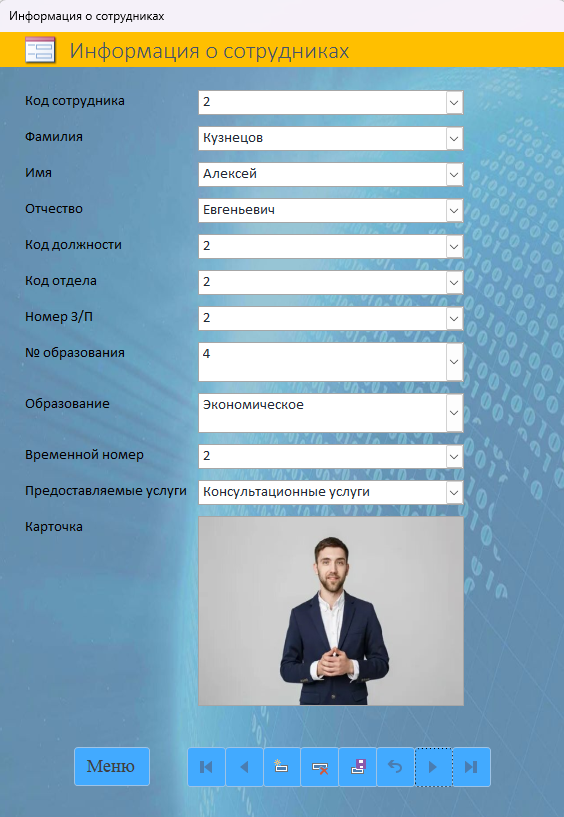 Информация о сотрудниках
Информация о сотрудниках
Код сотрудника 2
Фамилия Кузнецов
Имя Алексей
Отчество Евгеньевич
Код должности 2
Код отдела 2
Номер З/П 2
№ образования 4
Образование Экономическое
Временной номер 2
Предоставляемые услуги Консультационные услуги
Карточка
Меню